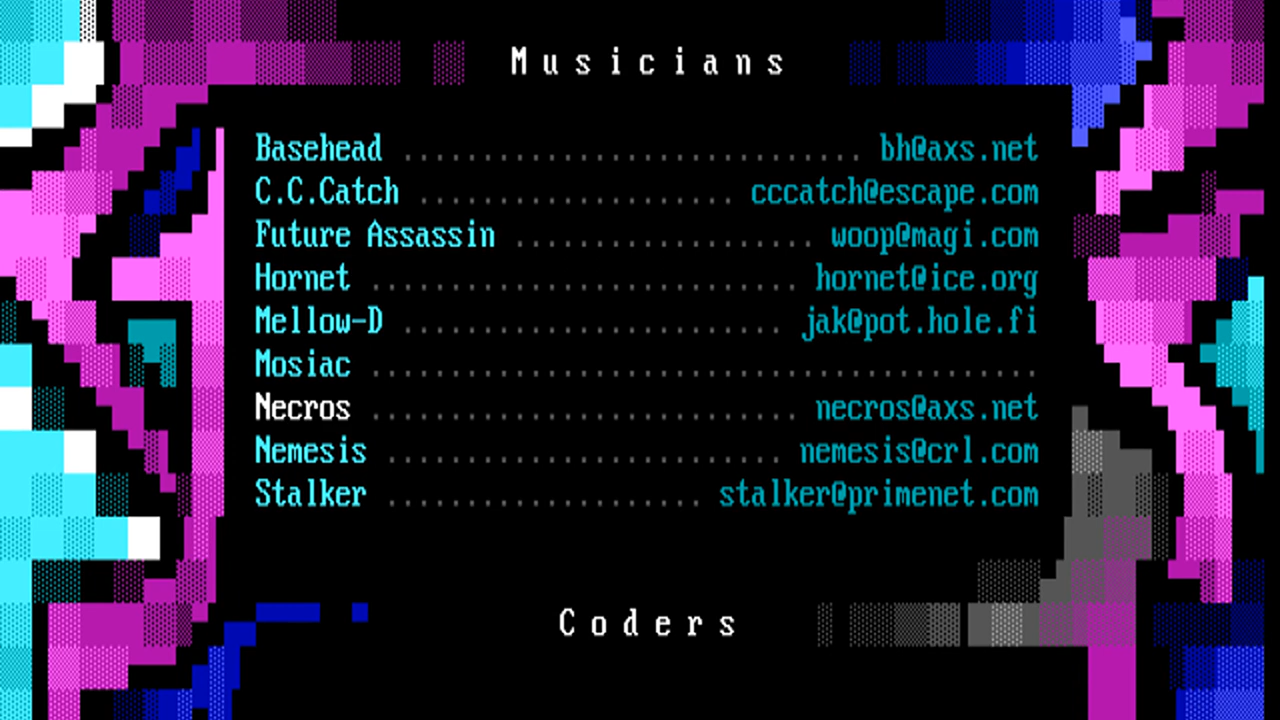 Musicians
Basehead ............................. bh@axs.net
C.C.Catch .................... cccatch@escape.com
Future Assassin ................... woop@magi.com
Hornet ........................... hornet@ice.org
Mellow-D ........................ jak@pot.hole.fi
Mosiac ..........................................
Necros ........................... necros@axs.net
Nemesis ......................... nemesis@crl.com
Stalker .................... stalker@primenet.com
Coders